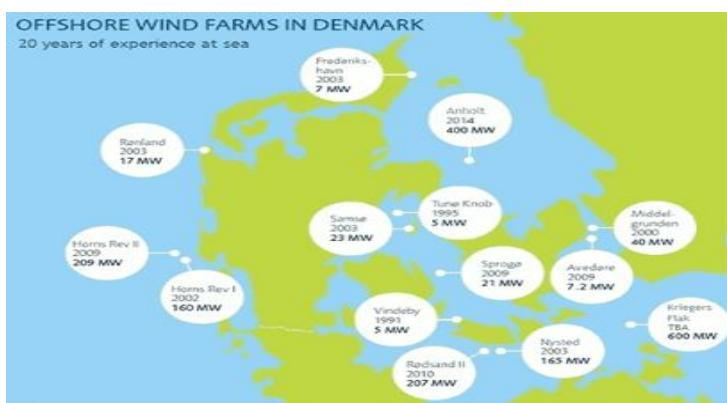 OFFSHORE WIND FARMS IN DENMARK
20 years of experience at sea
Frederiks-
havn
2003
7 MW
Anholt
2014
400 MW
Rønland
2003
17 MW
Tunø Knob
1995
5 MW
Samsø
2003
23 MW
Middel-
grunden
2000
40 MW
Horns Rev II
2009
209 MW
Sprogø
2009
21 MW
Avedøre
2009
7.2 MW
Horns Rev I
2002
160 MW
Vindeby
1991
5 MW
Kriegers
Flak
TBA
600 MW
Nysted
2003
165 MW
Rødsand II
2010
207 MW